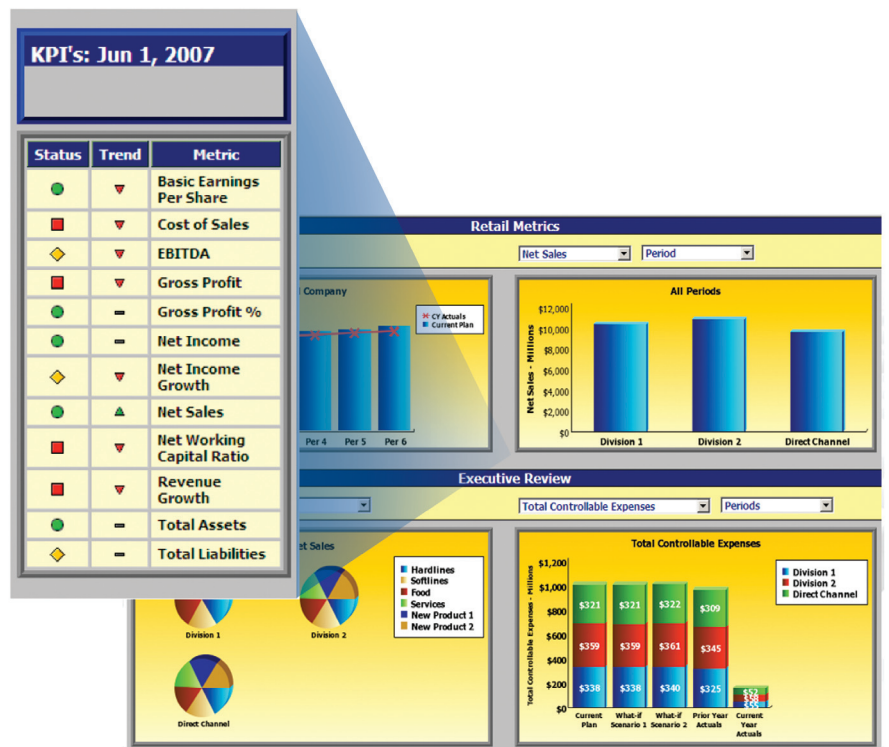 KPI's: Jun 1, 2007
Status Trend Metric
Basic Earnings
Per Share
Cost of Sales
EBITDA
Gross Profit
Gross Profit %
Net Income
Net Income
Growth
Net Sales
Net Working
Capital Ratio
Revenue
Growth
Total Assets
Total Liabilities
Retail Metrics
Net Sales Period
Company
CY Actuals
Current Plan
Per 4 Per 5 Per 6
All Periods
Net Sales - Millions
$12,000
$10,000
$8,000
$6,000
$4,000
$2,000
$0
Division 1 Division 2 Direct Channel
Executive Review
Total Controllable Expenses Periods
Sales
Hardlines
Softlines
Food
Services
New Product 1
New Product 2
Division 1 Division 2
Direct Channel
Total Controllable Expenses
Total Controllable Expenses - Millions
$1,200
$1,000
$800
$600
$400
$200
$0
$321 $321 $322 $309
$359 $359 $361 $345
$338 $338 $340 $325
$52
Division 1
Division 2
Direct Channel
Current
Plan
What-if
Scenario 1
What-if
Scenario 2
Prior Year
Actuals
Current
Year
Actuals